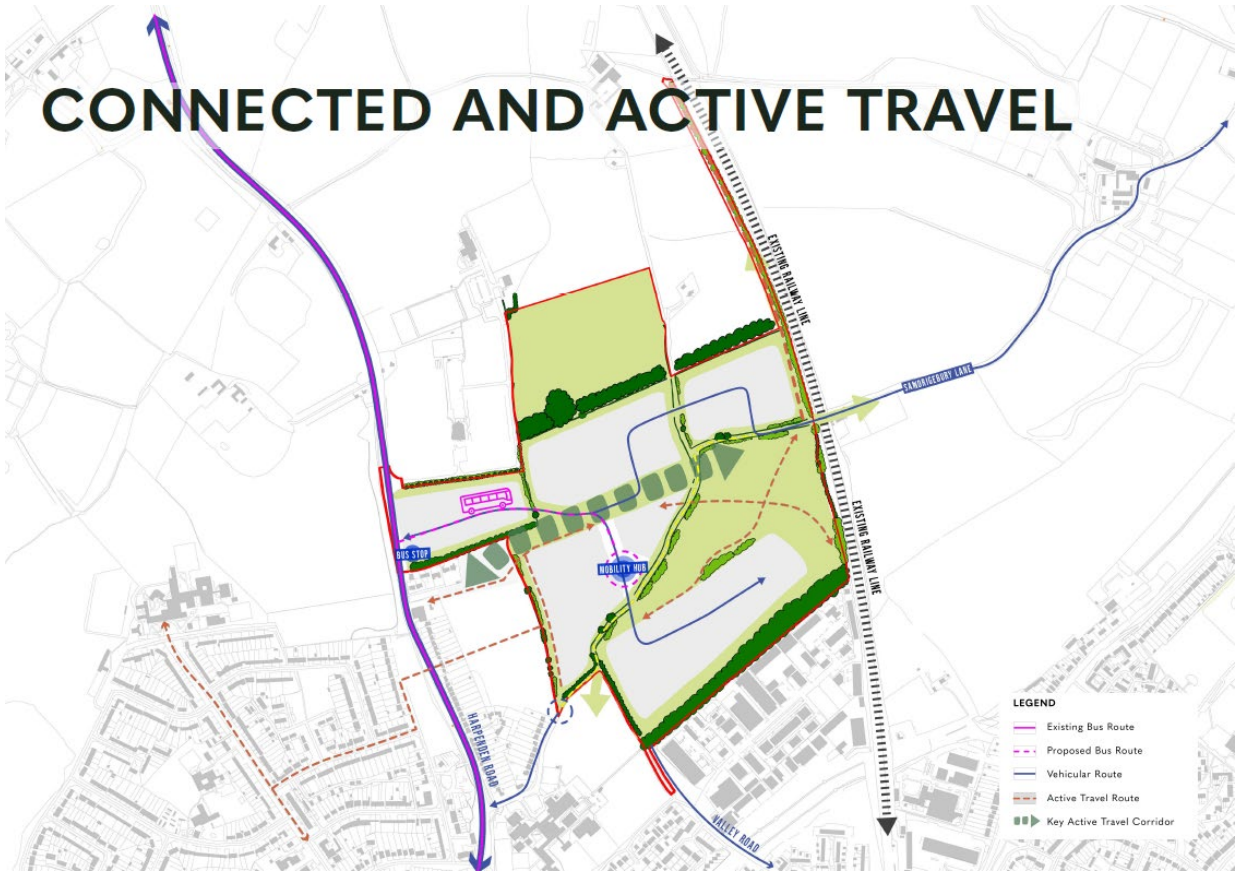 CONNECTED AND ACTIVE TRAVEL
EXISTING RAILWAY LINE
SANDRIGEBURY LANE
EXISTING RAILWAY LINE
BUS STOP
MOBILITY HUB
HARPENDEN ROAD
VALLEY ROAD
LEGEND
Existing Bus Route
Proposed Bus Route
Vehicular Route
Active Travel Route
Key Active Travel Corridor